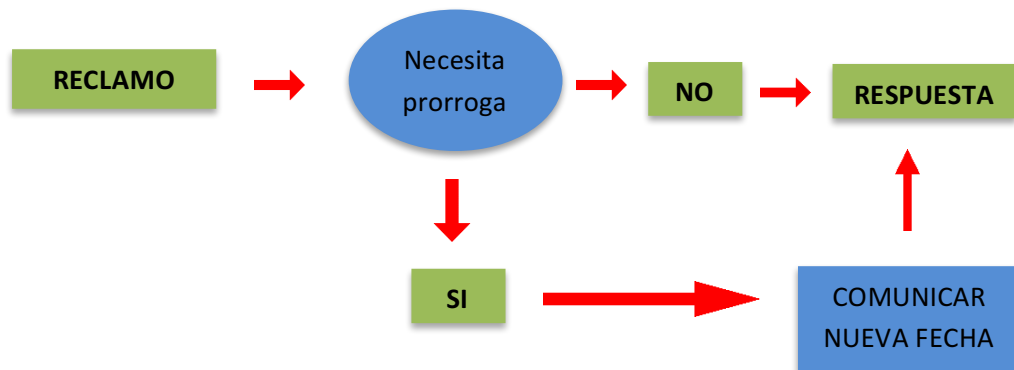 RECLAMO
Necesita
prorroga
NO
RESPUESTA
SI
COMUNICAR
NUEVA FECHA